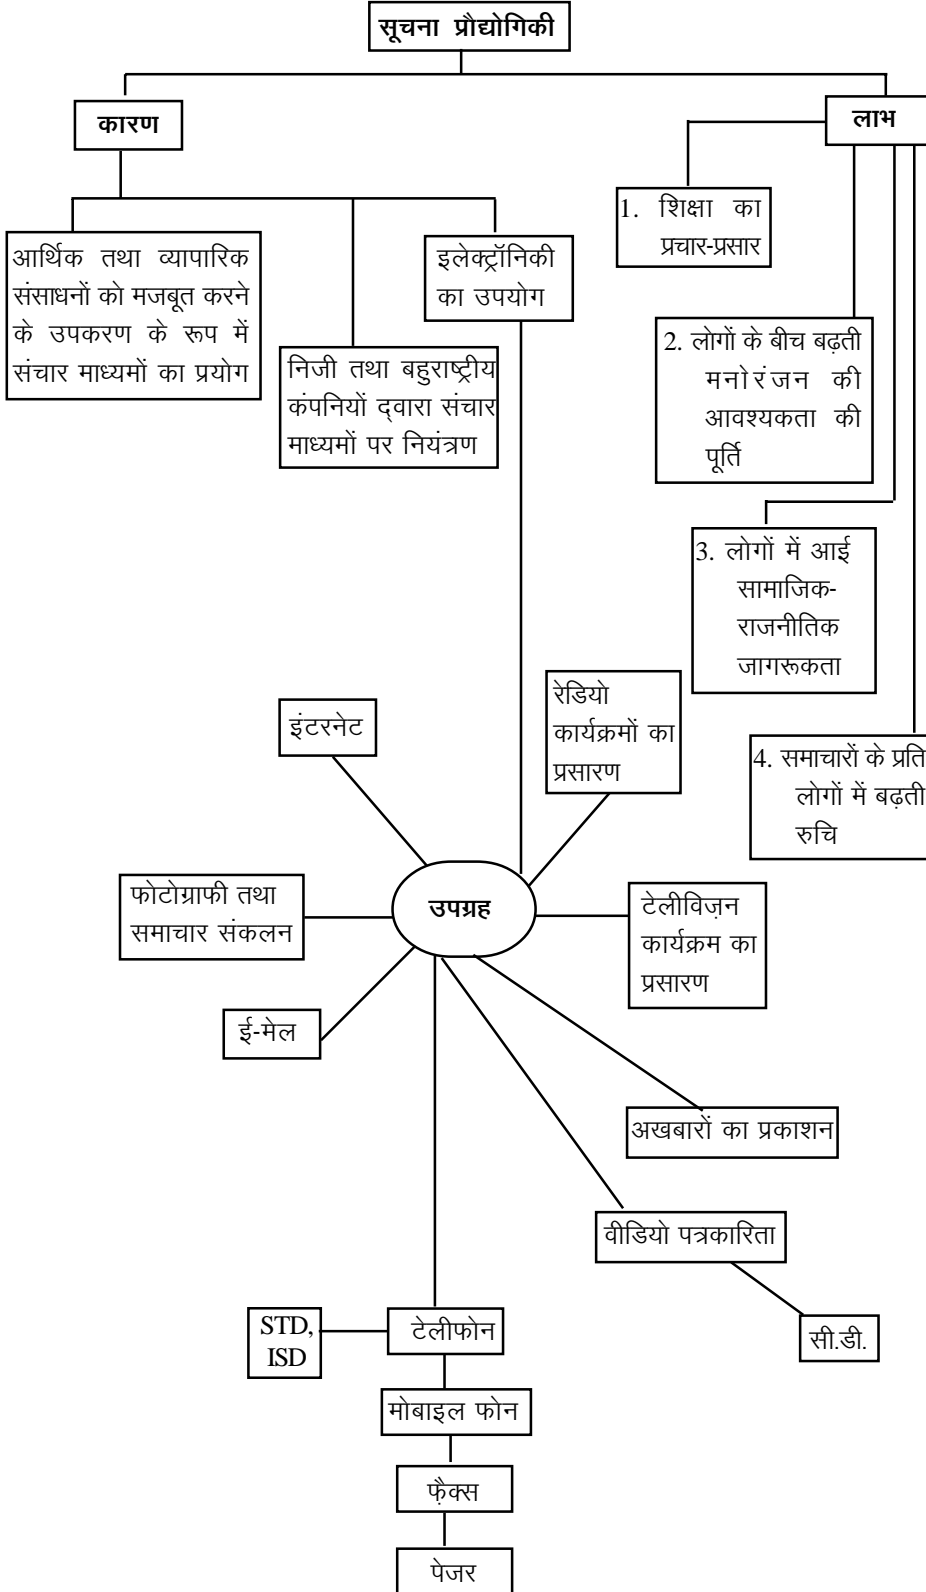 सूचना प्रौद्योगिकी
कारण
लाभ
आर्थिक तथा व्यापारिक
संसाधनों को मजबूत करने
के उपकरण के रूप में
संचार माध्यमों का प्रयोग
निजी तथा बहुराष्ट्रीय
कंपनियों द्वारा संचार
माध्यमों पर नियंत्रण
इलेक्ट्रॉनिकी
का उपयोग
1. शिक्षा का
प्रचार-प्रसार
2. लोगों के बीच बढ़ती
मनोरंजन की
आवश्यकता की
पूर्ति
3. लोगों में आई
सामाजिक-
राजनीतिक
जागरूकता
4. समाचारों के प्रति
लोगों में बढ़ती
रुचि
इंटरनेट
रेडियो
कार्यक्रमों का
प्रसारण
फोटोग्राफी तथा
समाचार संकलन
उपग्रह
टेलीविज़न
कार्यक्रम का
प्रसारण
ई-मेल
अखबारों का प्रकाशन
वीडियो पत्रकारिता
सी.डी.
STD,
ISD
टेलीफोन
मोबाइल फोन
फ़ैक्स
पेजर